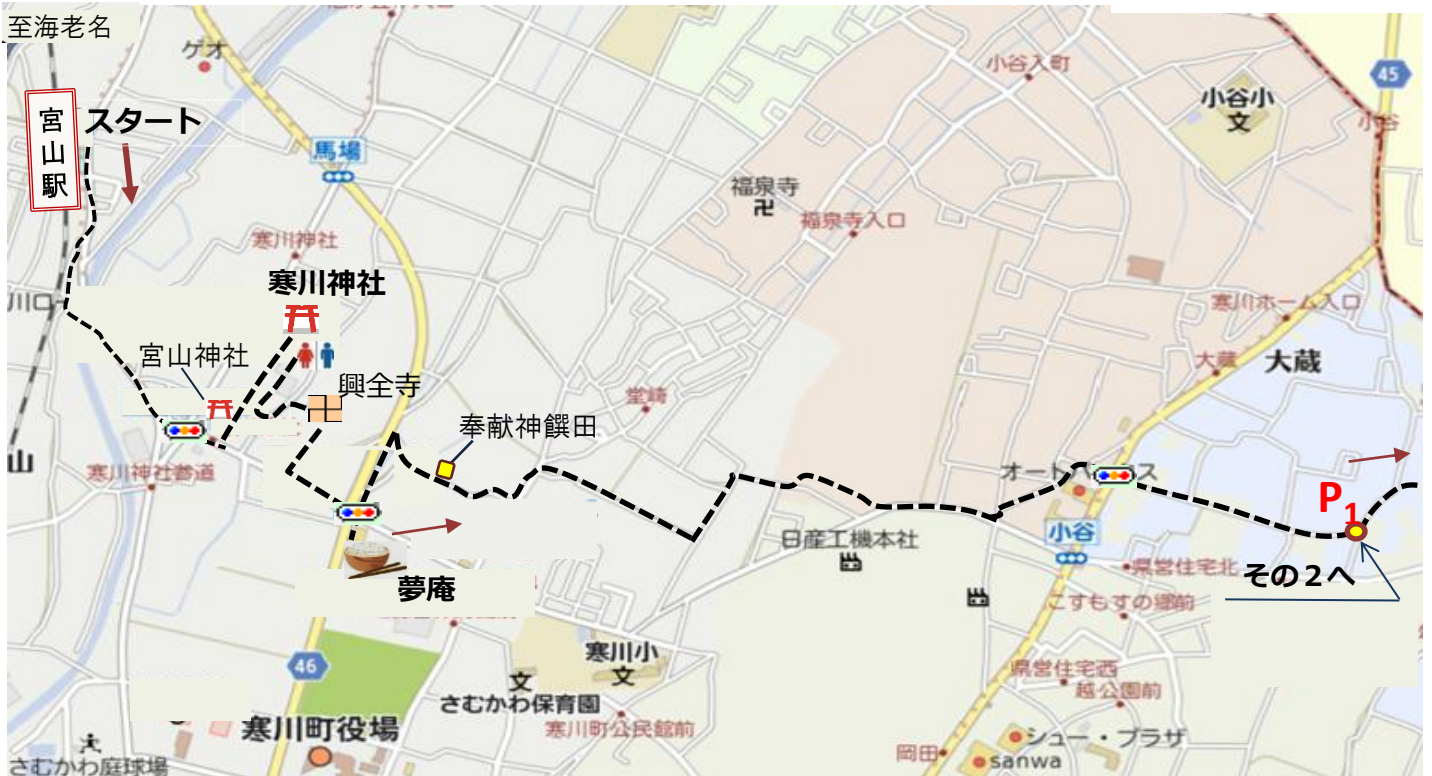 至海老名
ゲオ
小谷入町
45
宮山駅
スタート
小谷小
文
小谷
馬場
福泉寺
福泉寺入口
寒川神社
寒川神社
川口
寒川ホーム入口
宮山神社
大蔵
大蔵
興全寺
堂崎
奉献神饌田
山
寒川神社参道
オート
ス
P1
日産工機本社
小谷
県営住宅北
その2へ
夢庵
こすもすの郷前
46
寒川小
文
文
さむかわ保育園
県営住宅西
越公園前
寒川町役場
寒川町公民館前
シュー・プラザ
岡田
sanwa
さむかわ庭球場